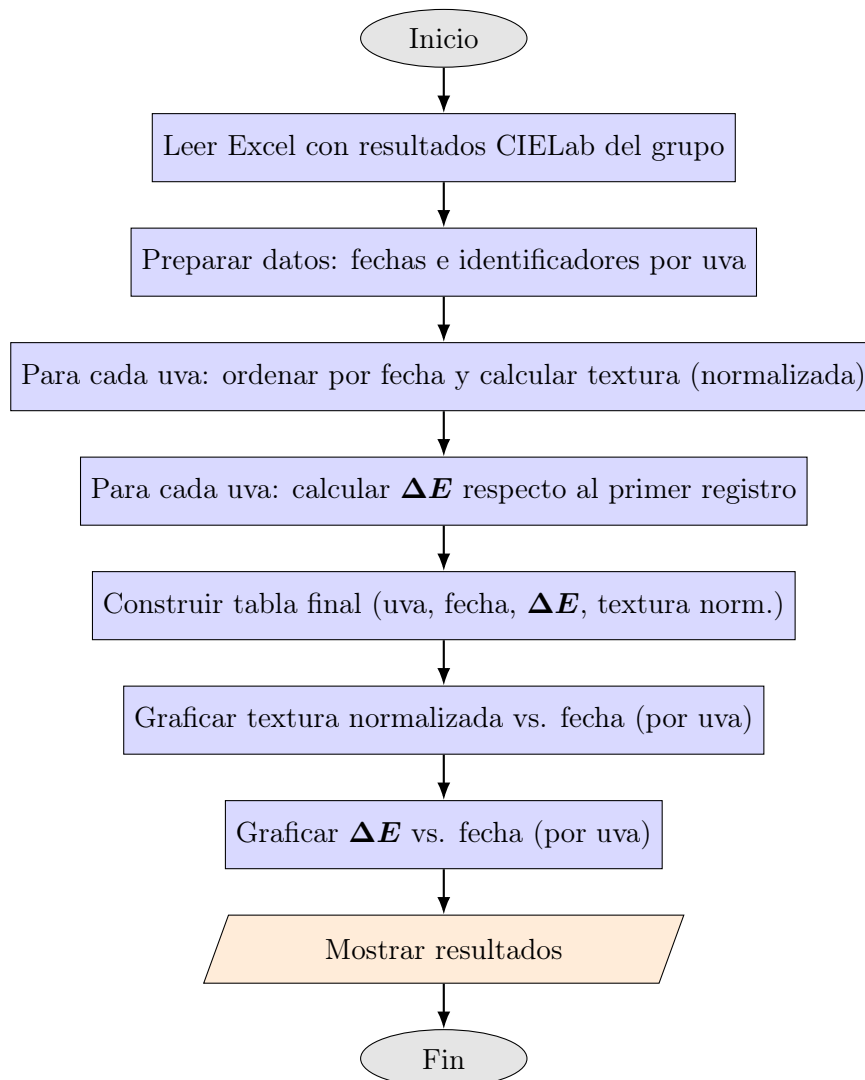 Inicio
Leer Excel con resultados CIELab del grupo
Preparar datos: fechas e identificadores por uva
Para cada uva: ordenar por fecha y calcular textura (normalizada)
Para cada uva: calcular ΔE respecto al primer registro
Construir tabla final (uva, fecha, ΔE, textura norm.)
Graficar textura normalizada vs. fecha (por uva)
Graficar ΔE vs. fecha (por uva)
Mostrar resultados
Fin